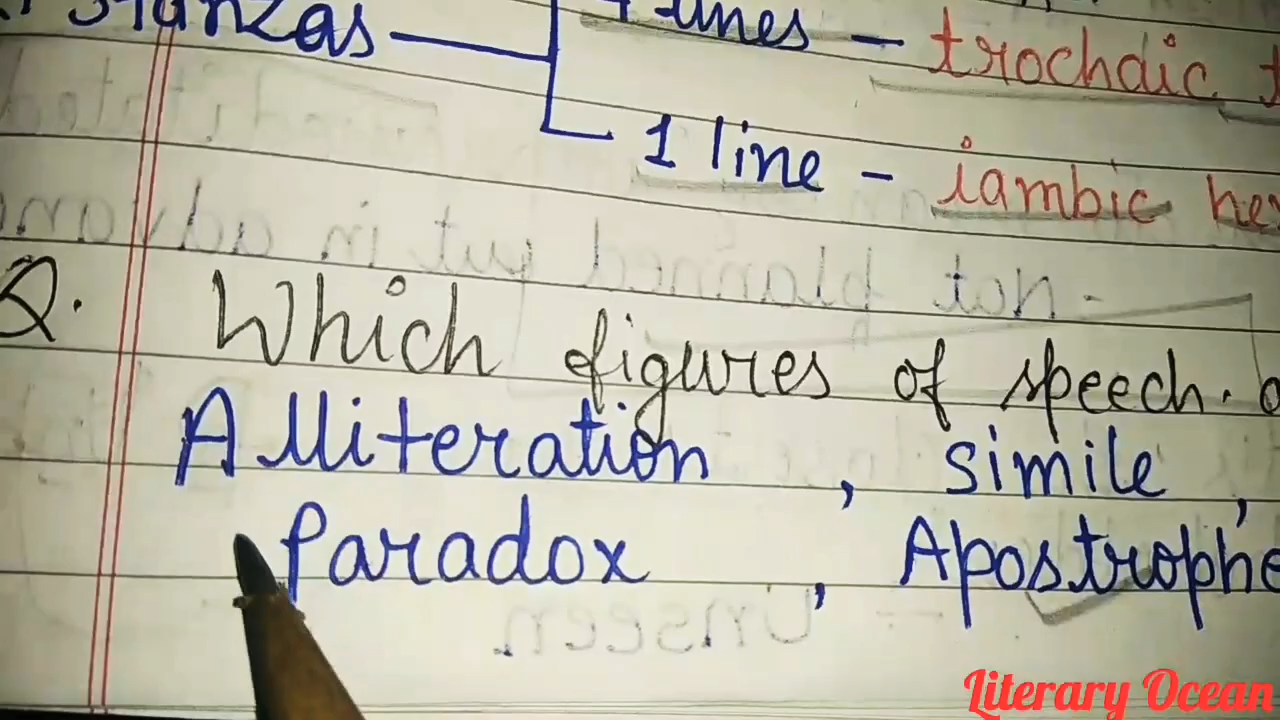 Stanzas
lines - trochaic
1 line - iambic
Q. Which figures of speech.
Alliteration , simile ,
Paradox , Apostrophe
Literary Ocean